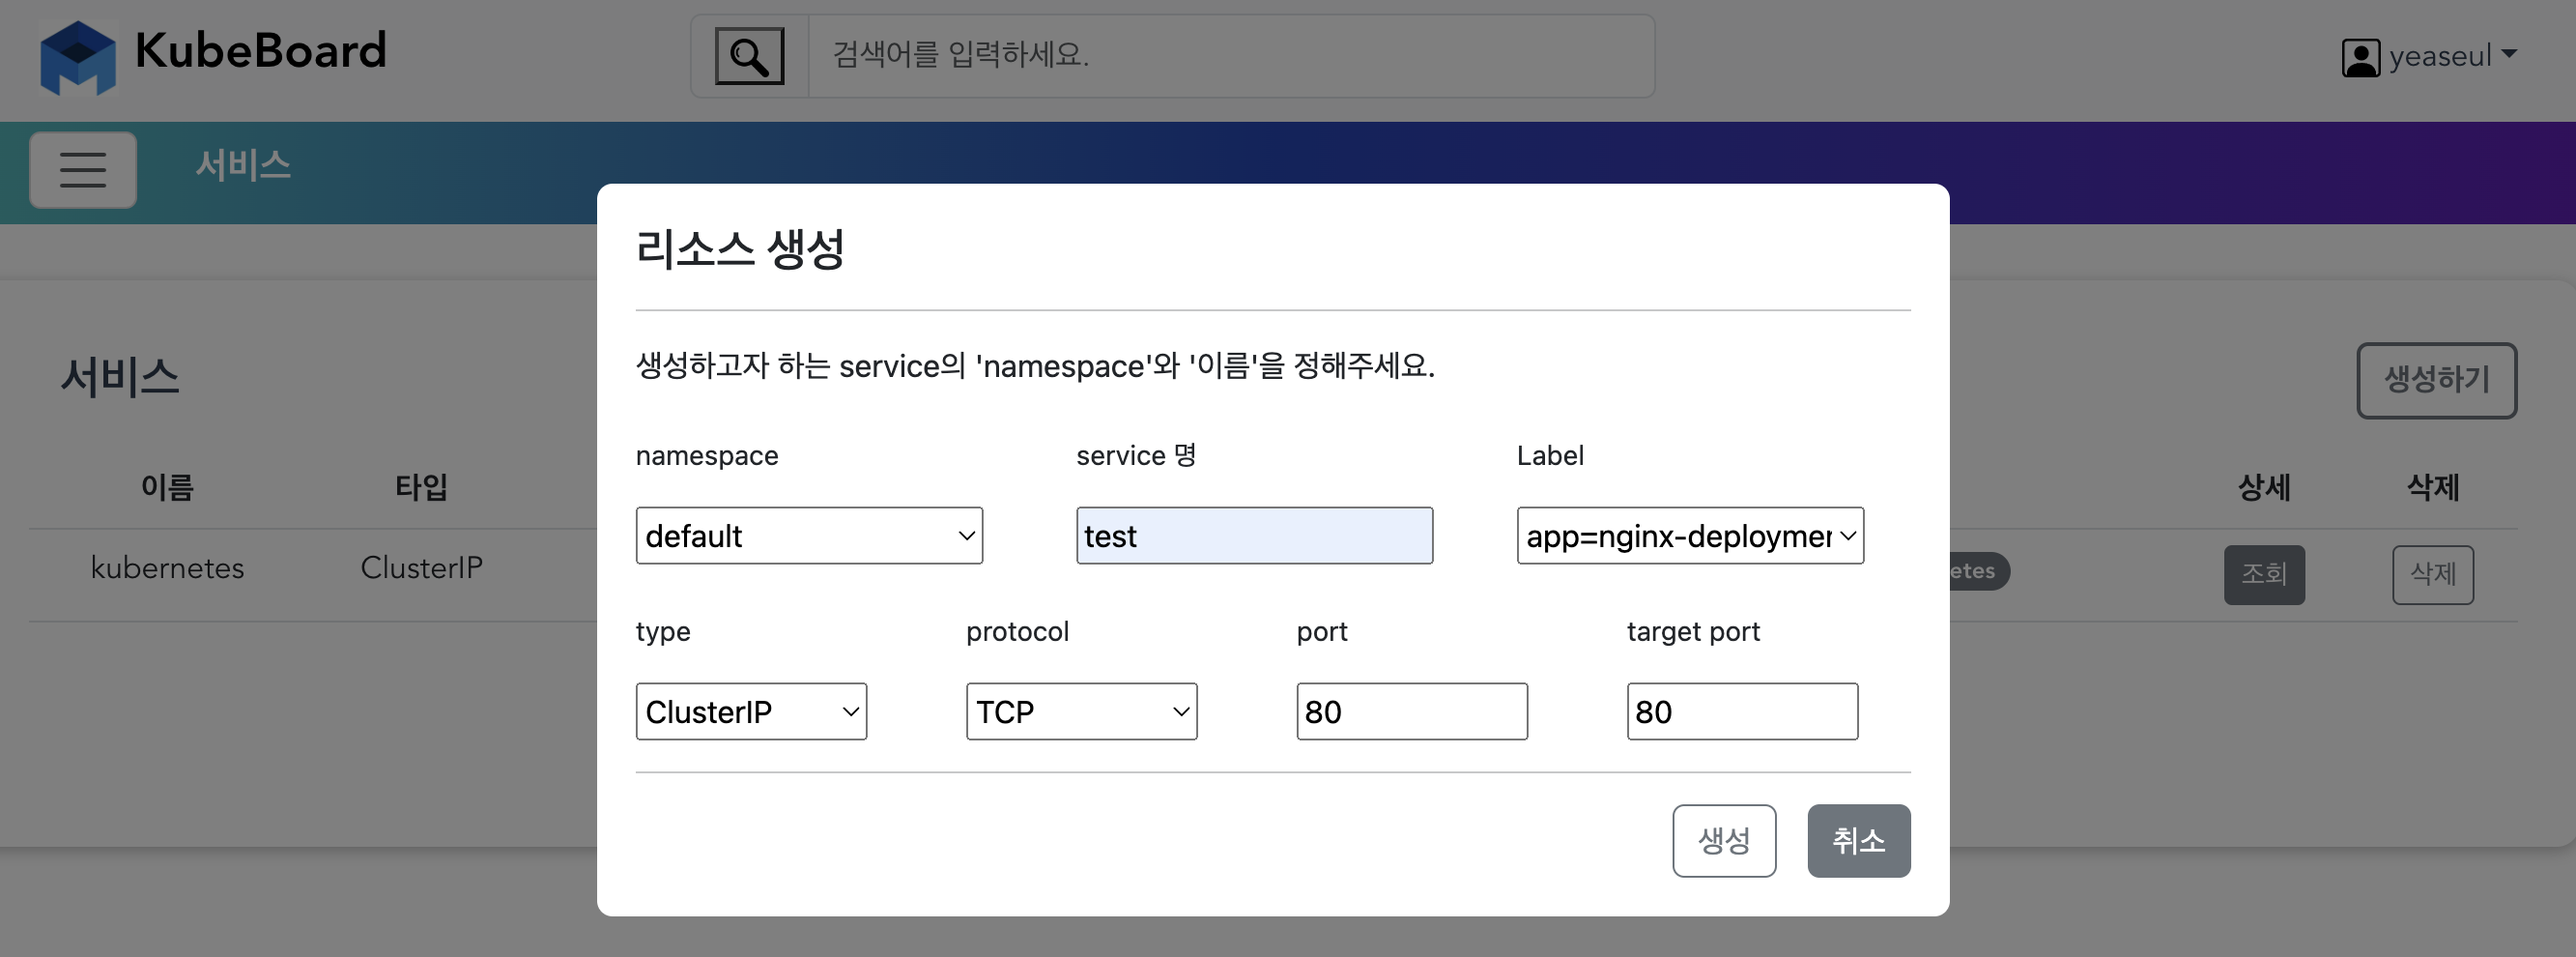 KubeBoard
검색어를 입력하세요.
yeaseul
서비스
리소스 생성
생성하고자 하는 service의 'namespace'와 '이름'을 정해주세요.
namespace
service 명
Label
default
test
app=nginx-deploymer
type
protocol
port
target port
ClusterIP
TCP
80
80
생성
취소
서비스
생성하기
이름
타입
상세
삭제
kubernetes
ClusterIP
etes
조회
삭제